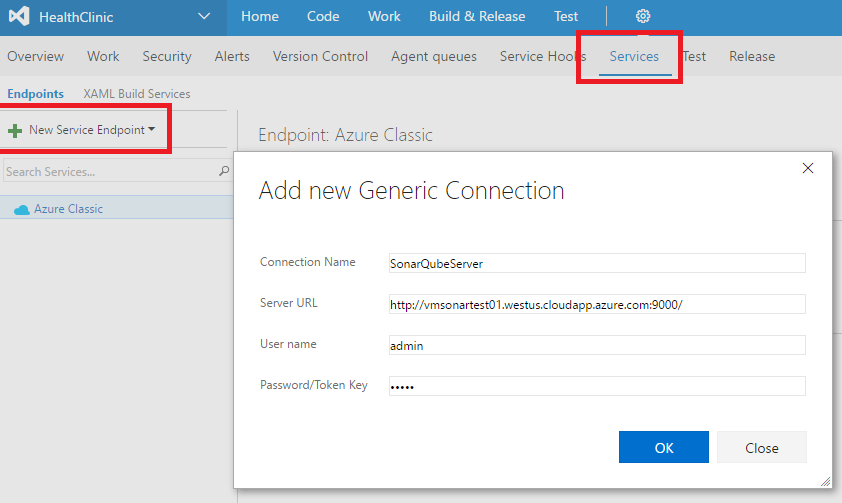 HealthClinic Home Code Work Build & Release Test
Overview Work Security Alerts Version Control Agent queues Service Hooks Services Test Release
Endpoints XAML Build Services
New Service Endpoint
Endpoint: Azure Classic
Search Services...
Azure Classic
Add new Generic Connection
Connection Name SonarQubeServer
Server URL http://vmsonartest01.westus.cloudapp.azure.com:9000/
User name admin
Password/Token Key •••••
OK Close